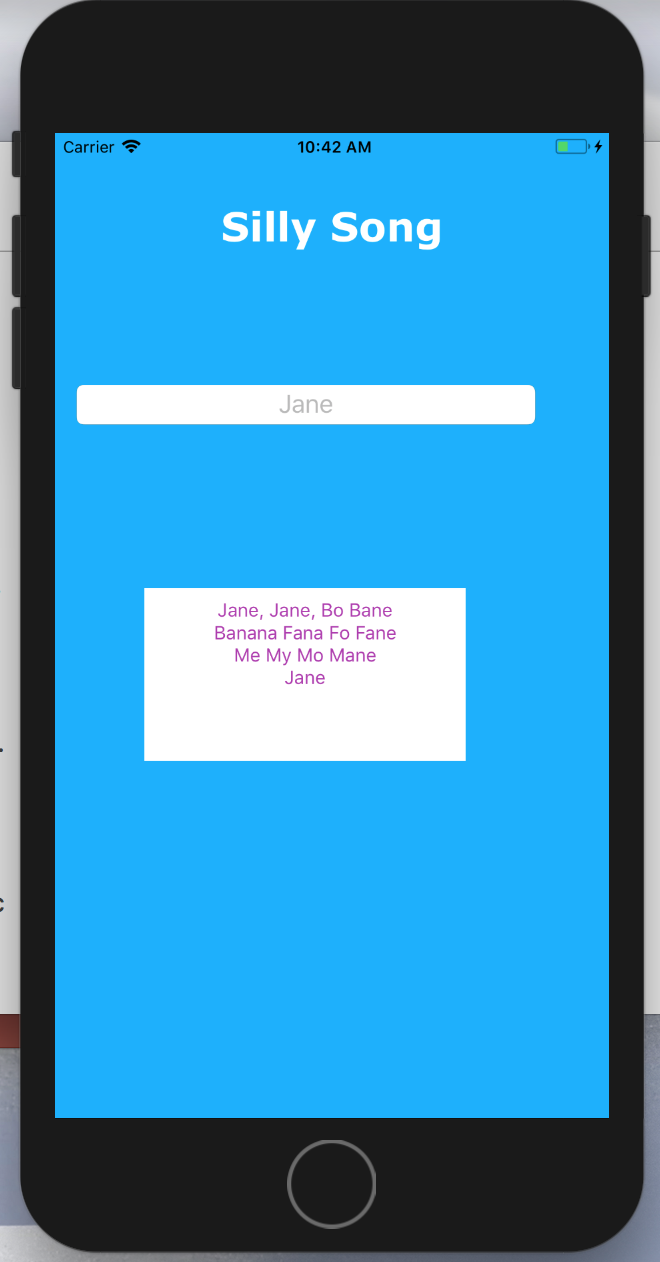 Carrier 10:42 AM
Silly Song
Jane
Jane, Jane, Bo Bane
Banana Fana Fo Fane
Me My Mo Mane
Jane